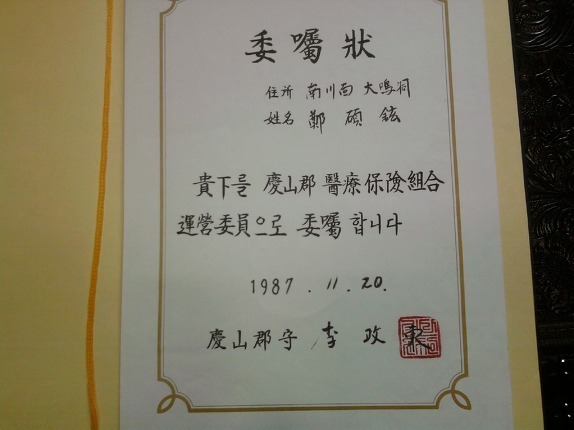 委囑狀
住所 南川面 大鳴洞
姓名 鄭 碩 鉉
貴下를 慶山郡 醫療保險組合
運營委員으로 委囑합니다
1987 . 11 . 20.
慶山郡守 李 政 東